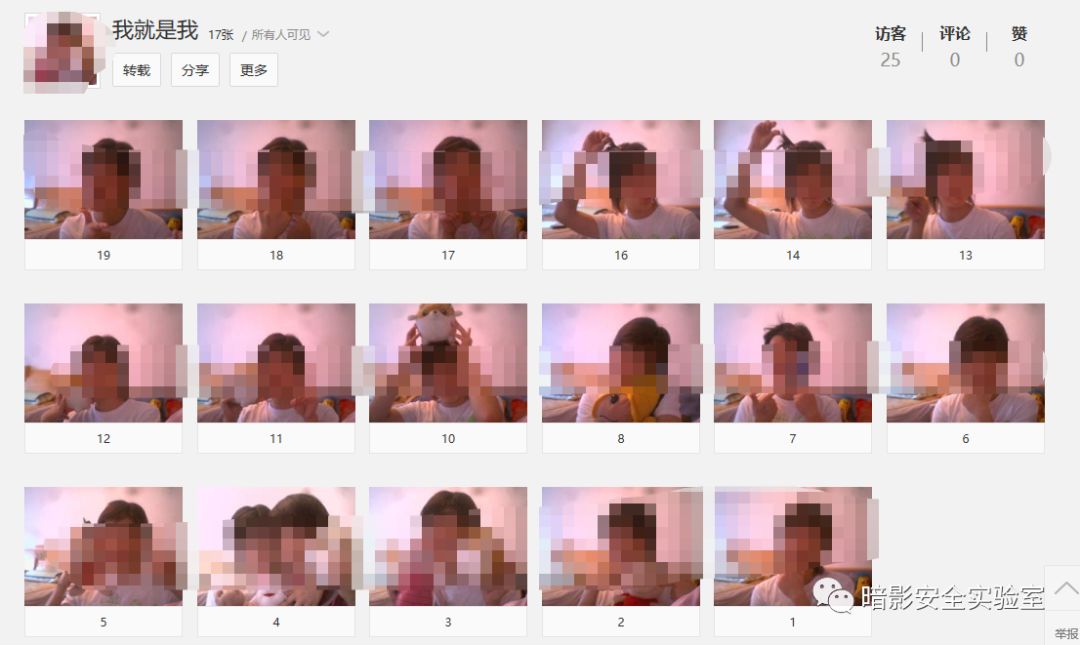 我就是我 17张 / 所有人可见
转载 分享 更多
访客 评论 赞
25 0 0
19 18 17 16 14 13
12 11 10 8 7 6
5 4 3 2 1
暗影安全实验室
举报